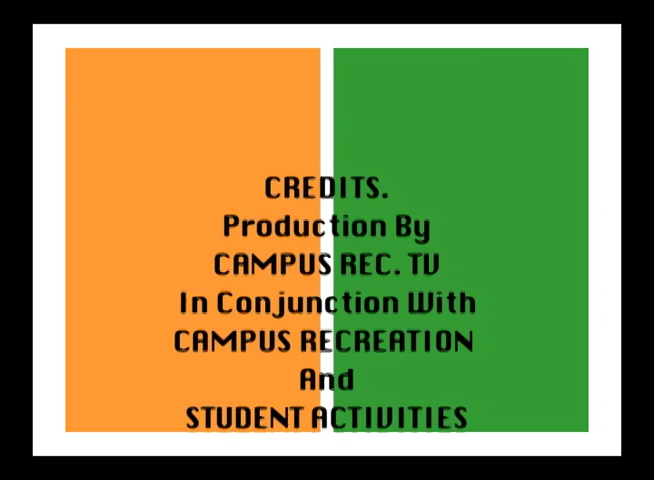 CREDITS.
Production By
CAMPUS REC. TV
In Conjunction With
CAMPUS RECREATION
And
STUDENT ACTIVITIES